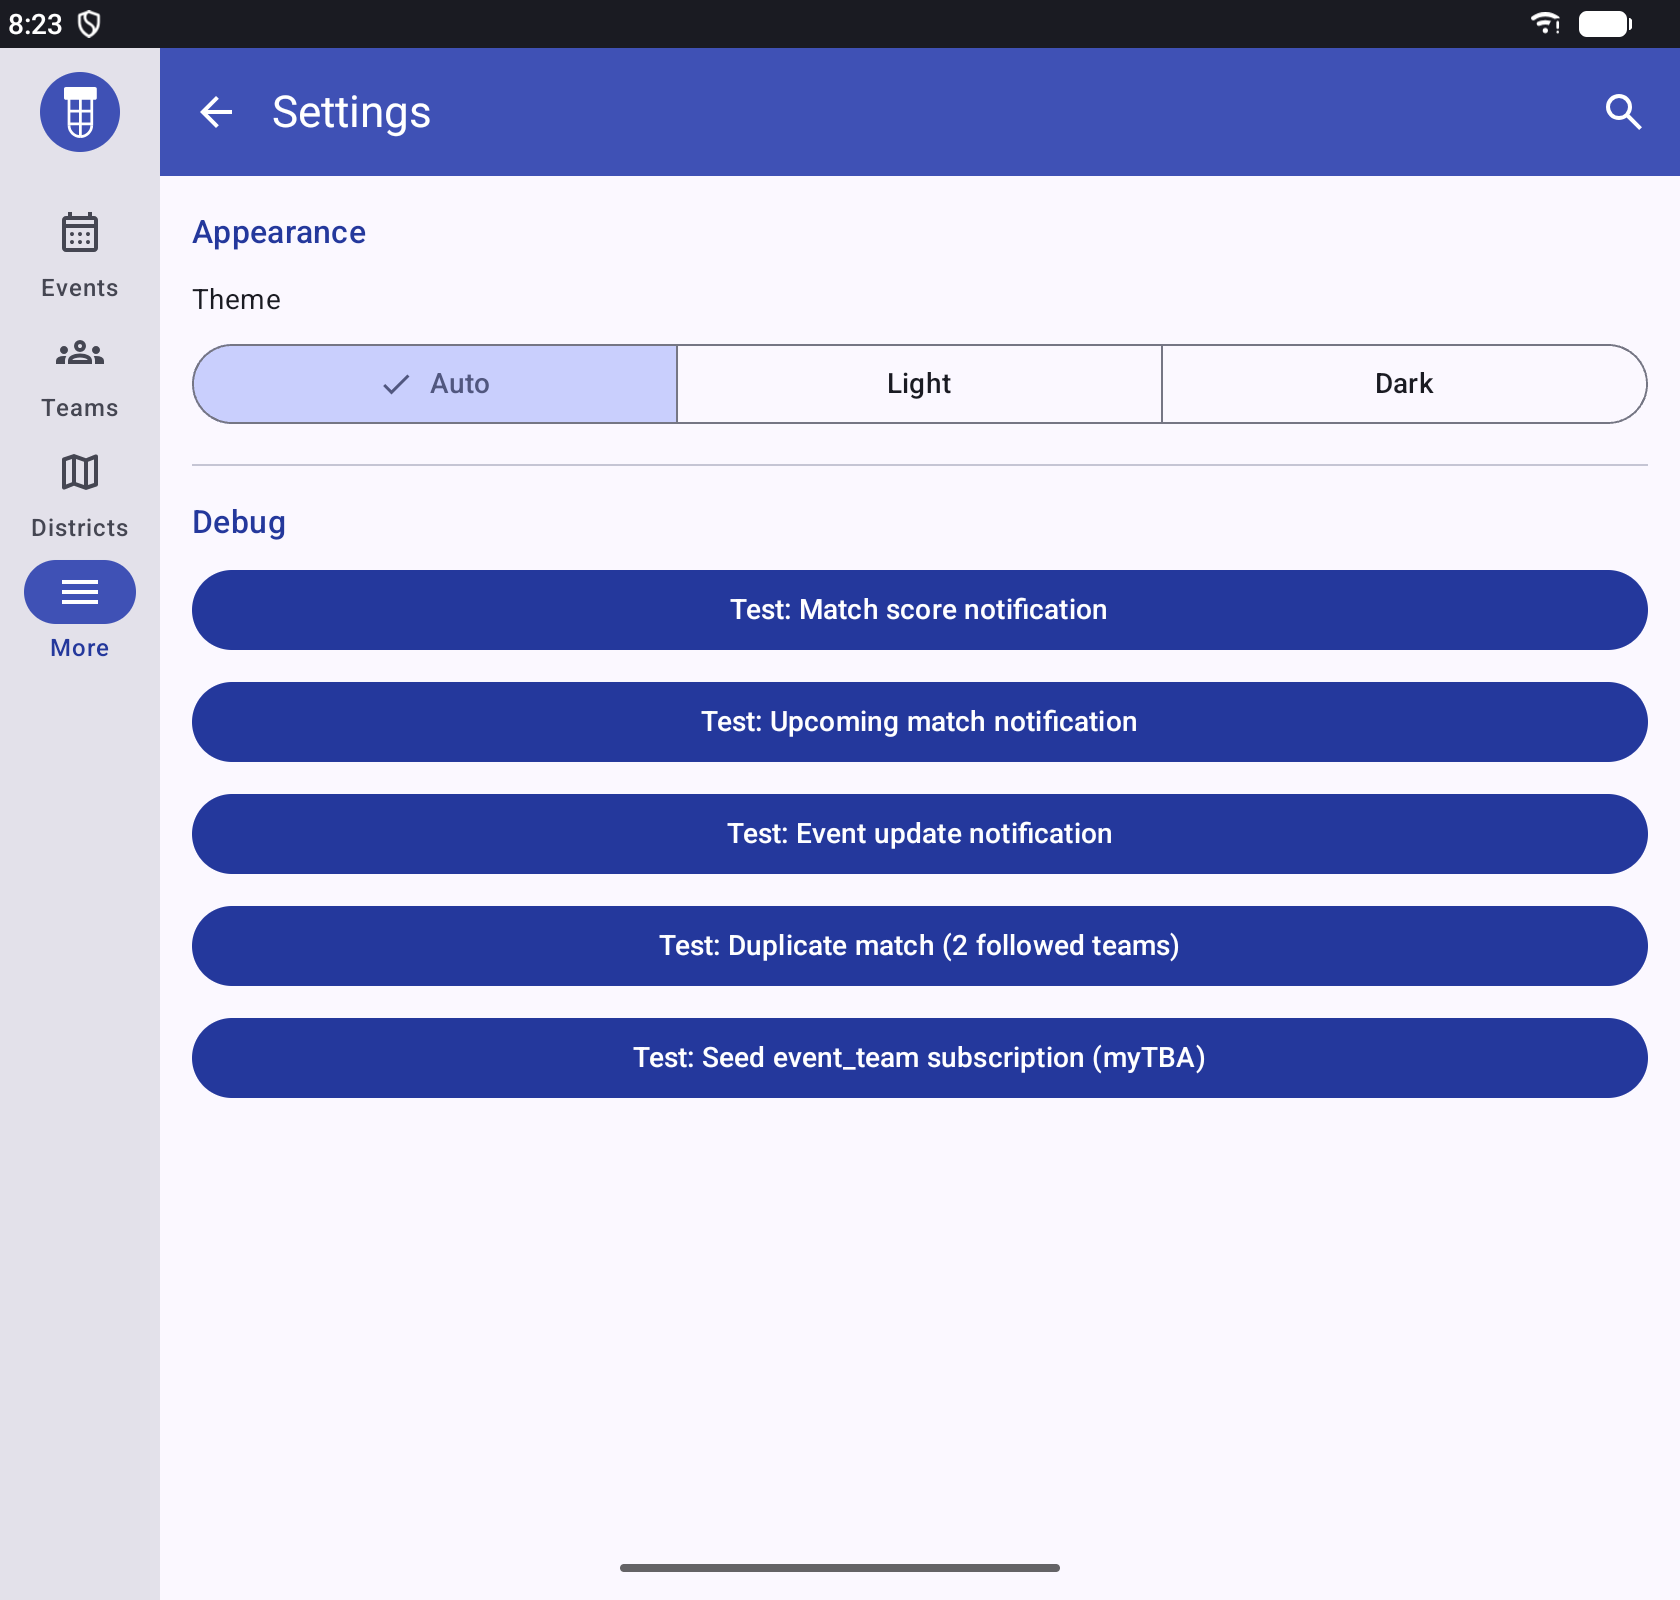 8:23
Settings
Events
Teams
Districts
More
Appearance
Theme
Auto
Light
Dark
Debug
Test: Match score notification
Test: Upcoming match notification
Test: Event update notification
Test: Duplicate match (2 followed teams)
Test: Seed event_team subscription (myTBA)